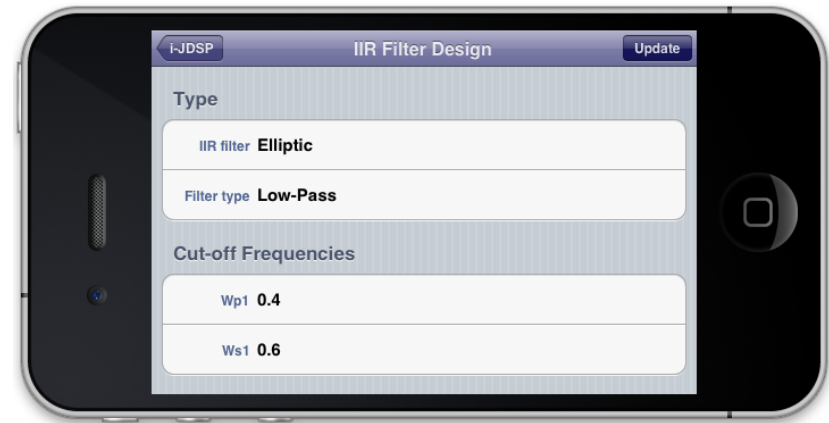 i-JDSP IIR Filter Design Update
Type
IIR filter Elliptic
Filter type Low-Pass
Cut-off Frequencies
Wp1 0.4
Ws1 0.6